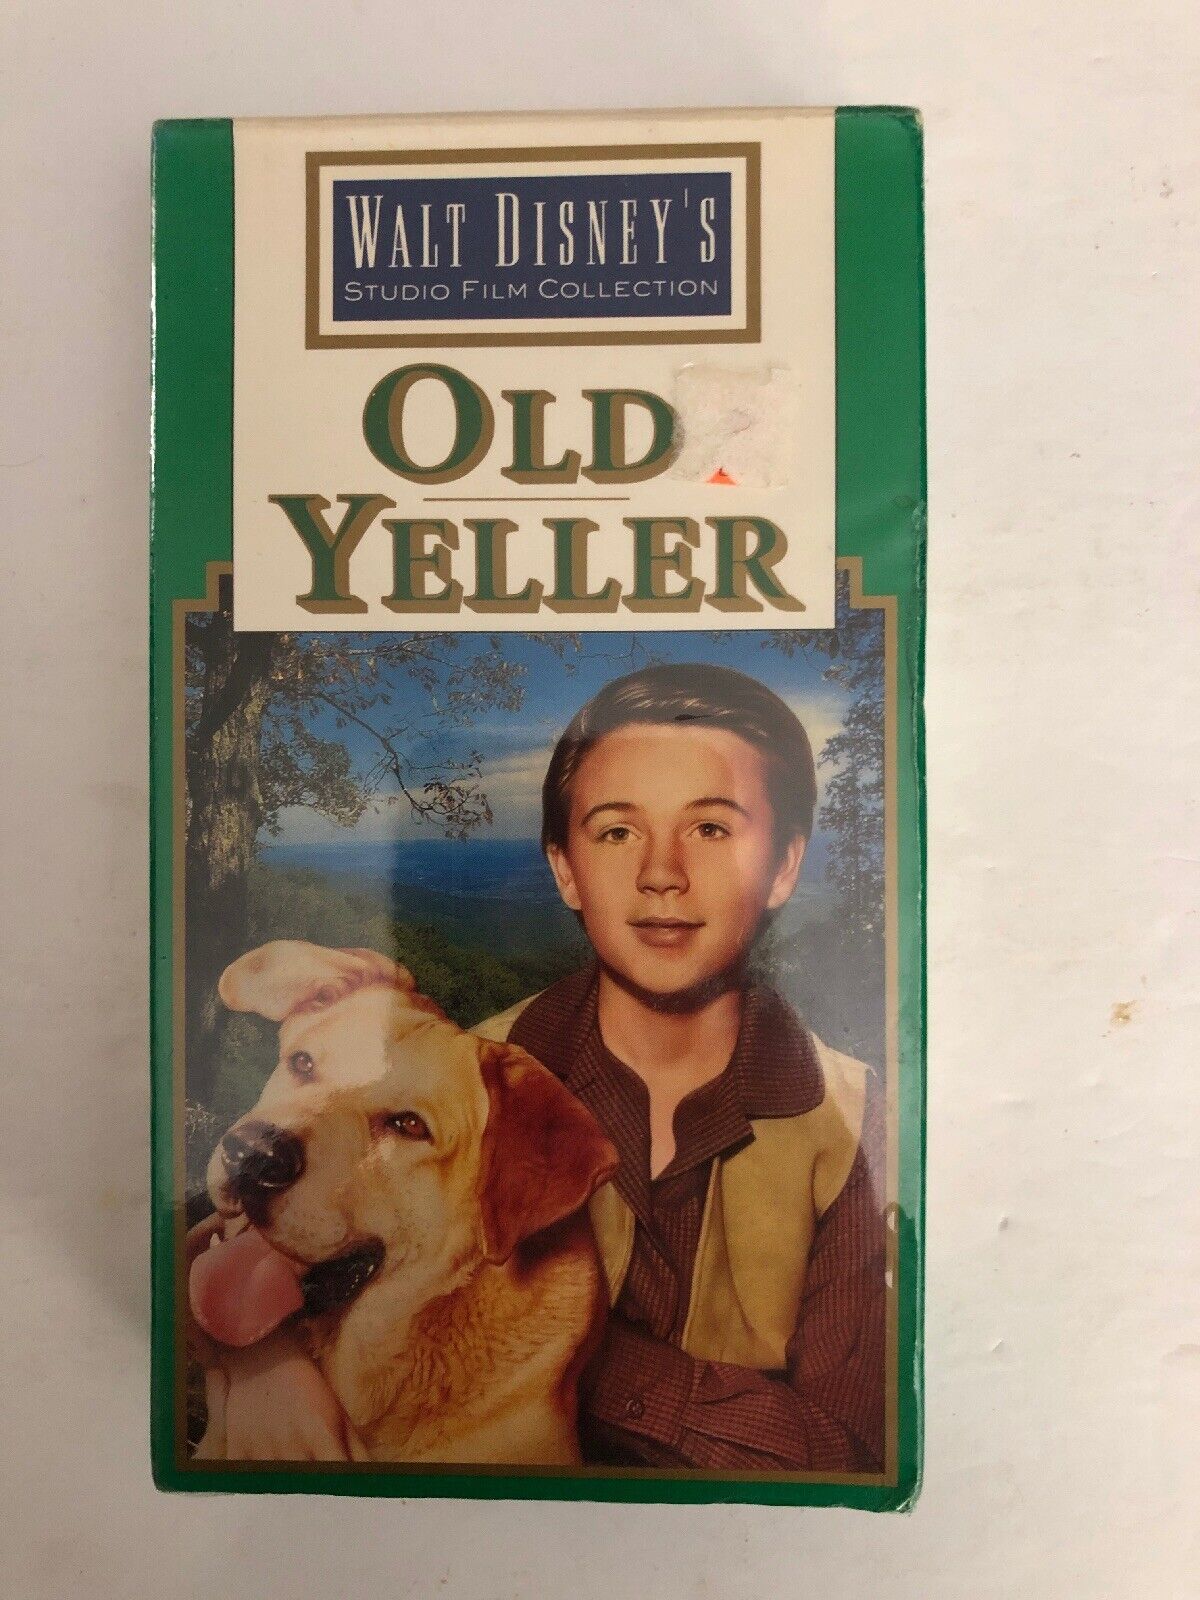 WALT DISNEY'S
STUDIO FILM COLLECTION
OLD
YELLER